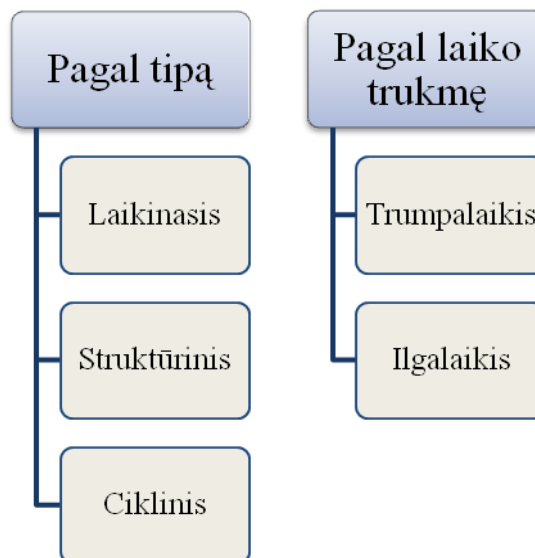 Pagal tipą
Laikinasis
Struktūrinis
Ciklinis
Pagal laiko
trukmę
Trumpalaikis
Ilgalaikis